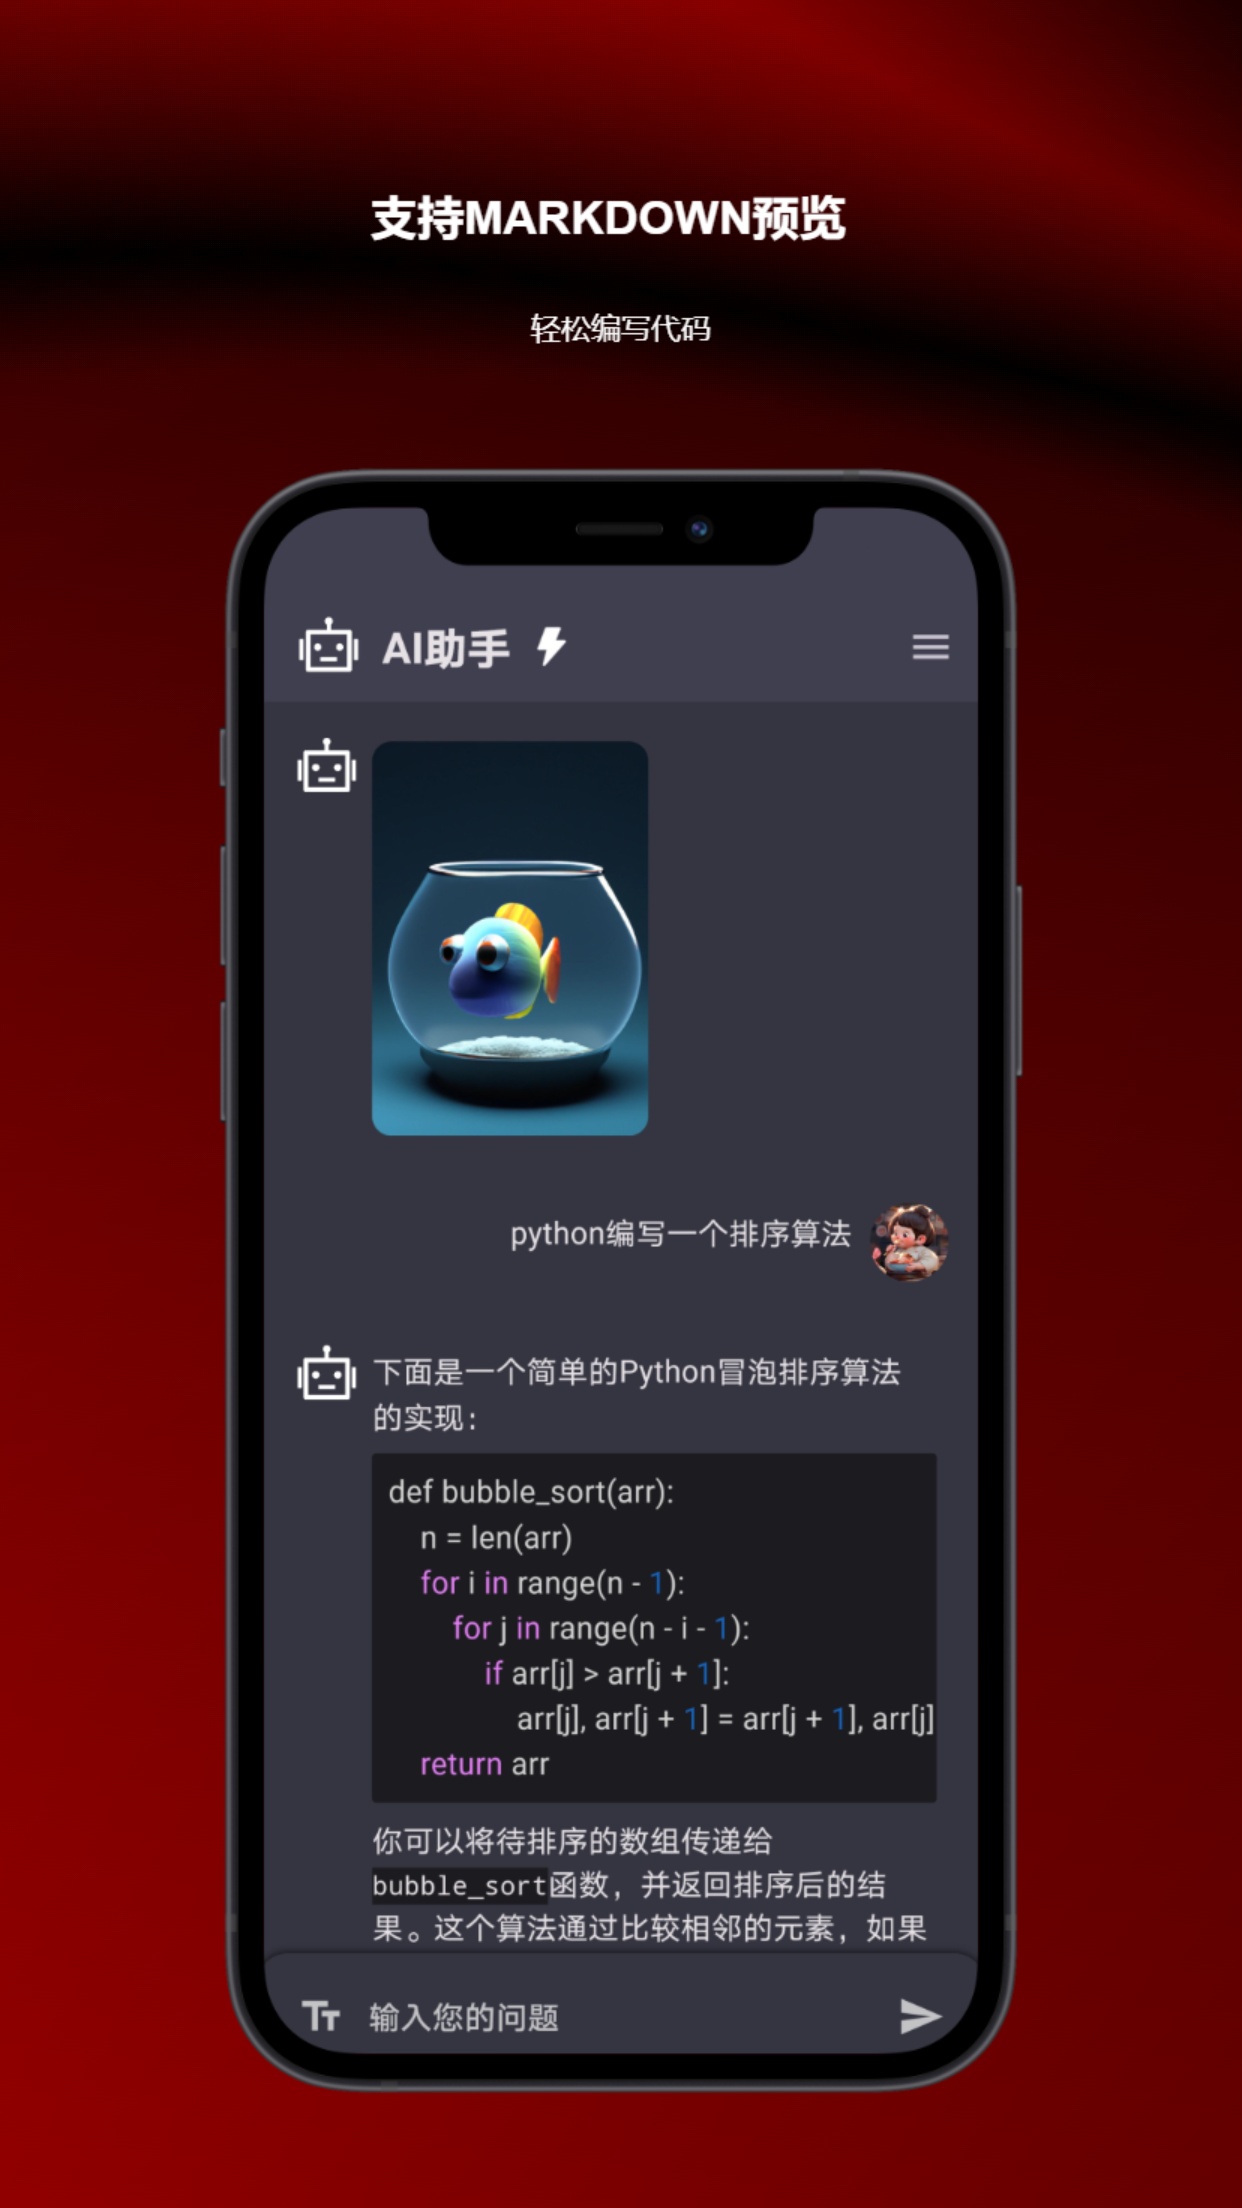 支持MARKDOWN预览
轻松编写代码
AI助手
python编写一个排序算法
下面是一个简单的Python冒泡排序算法
的实现：
def bubble_sort(arr):
    n = len(arr)
    for i in range(n - 1):
        for j in range(n - i - 1):
            if arr[j] > arr[j + 1]:
                arr[j], arr[j + 1] = arr[j + 1], arr[j]
    return arr
你可以将待排序的数组传递给
bubble_sort函数，并返回排序后的结
果。这个算法通过比较相邻的元素，如果
TT 输入您的问题